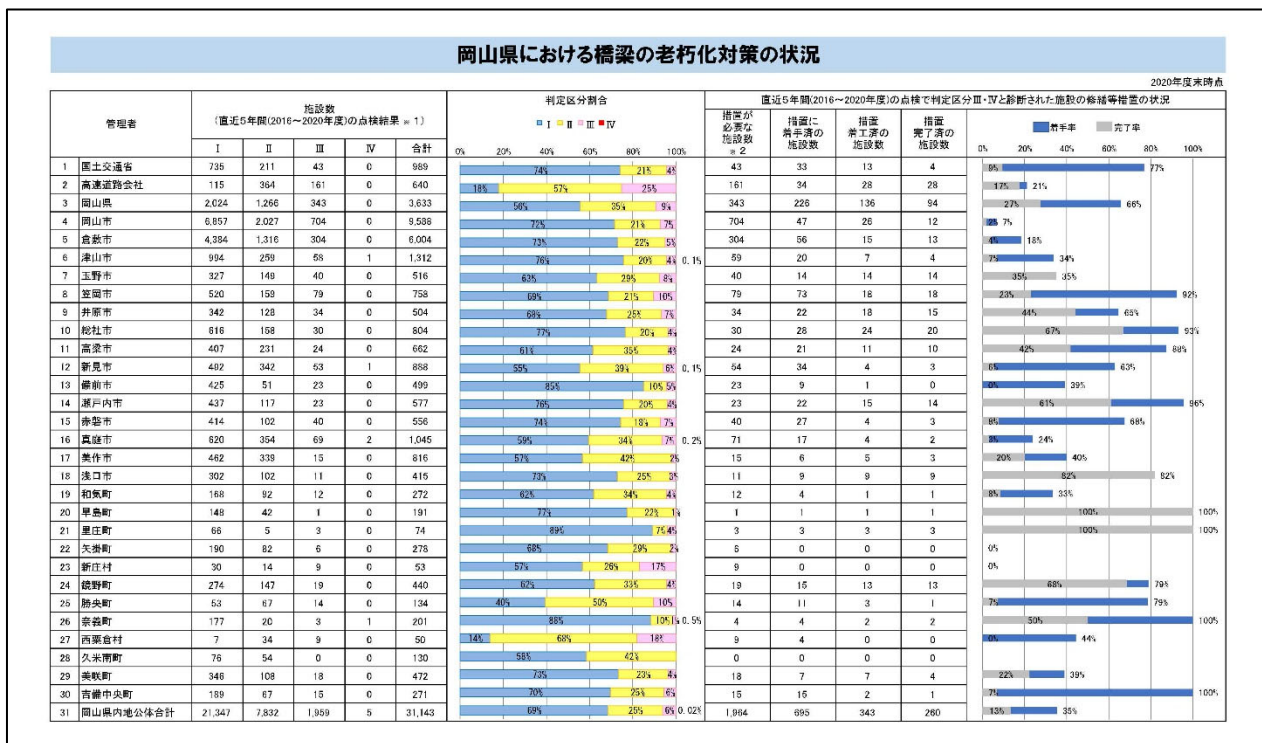 岡山県における橋梁の老朽化対策の状況
2020年度末時点
管理者 施設数 (直近5年間(2016~2020年度)の点検結果 ※1) 判定区分割合 直近5年間(2016~2020年度)の点検で判定区分Ⅲ・Ⅳと診断された施設の修繕等措置の状況
Ⅰ Ⅱ Ⅲ Ⅳ 合計 ■Ⅰ ■Ⅱ ■Ⅲ ■Ⅳ 措置が必要な施設数 ※2 措置に着手済の施設数 措置着工済の施設数 措置完了済の施設数 着手率 完了率
0% 20% 40% 60% 80% 100% 0% 20% 40% 60% 80% 100%
1 国土交通省 735 211 43 0 989 74% 21% 4% 43 33 13 4 9% 77%
2 高速道路会社 115 364 161 0 640 18% 57% 25% 161 34 28 28 17% 21%
3 岡山県 2,024 1,266 343 0 3,633 56% 35% 9% 343 226 136 94 27% 66%
4 岡山市 6,857 2,027 704 0 9,588 72% 21% 7% 704 47 26 12 2% 7%
5 倉敷市 4,384 1,316 304 0 6,004 73% 22% 5% 304 56 15 13 4% 18%
6 津山市 994 259 58 1 1,312 76% 20% 4% 0.1% 59 20 7 4 7% 34%
7 玉野市 327 149 40 0 516 63% 29% 8% 40 14 14 14 35% 35%
8 笠岡市 520 159 79 0 758 69% 21% 10% 79 73 18 18 23% 92%
9 井原市 342 128 34 0 504 68% 25% 7% 34 22 18 15 44% 65%
10 総社市 616 158 30 0 804 77% 20% 4% 30 28 24 20 67% 93%
11 高梁市 407 231 24 0 662 61% 35% 4% 24 21 11 10 42% 88%
12 新見市 492 342 53 1 888 55% 39% 6% 0.1% 54 34 4 3 6% 63%
13 備前市 425 51 23 0 499 85% 10% 5% 23 9 1 0 0% 39%
14 瀬戸内市 437 117 23 0 577 76% 20% 4% 23 22 15 14 61% 96%
15 赤磐市 414 102 40 0 556 74% 18% 7% 40 27 4 3 8% 68%
16 真庭市 620 354 69 2 1,045 59% 34% 7% 0.2% 71 17 4 2 3% 24%
17 美作市 462 339 15 0 816 57% 42% 2% 15 6 5 3 20% 40%
18 浅口市 302 102 11 0 415 73% 25% 3% 11 9 9 9 82% 82%
19 和気町 168 92 12 0 272 62% 34% 4% 12 4 1 1 8% 33%
20 早島町 148 42 1 0 191 77% 22% 1% 1 1 1 1 100% 100%
21 里庄町 66 5 3 0 74 89% 7% 4% 3 3 3 3 100% 100%
22 矢掛町 190 82 6 0 278 68% 29% 2% 6 0 0 0 0%
23 新庄村 30 14 9 0 53 57% 26% 17% 9 0 0 0 0%
24 鏡野町 274 147 19 0 440 62% 33% 4% 19 15 13 13 68% 79%
25 勝央町 53 67 14 0 134 40% 50% 10% 14 11 3 1 7% 79%
26 奈義町 177 20 3 1 201 88% 10% 1% 0.5% 4 4 2 2 50% 100%
27 西粟倉村 7 34 9 0 50 14% 68% 18% 9 4 0 0 0% 44%
28 久米南町 76 54 0 0 130 58% 42% 0 0 0 0
29 美咲町 346 108 18 0 472 73% 23% 4% 18 7 7 4 22% 39%
30 吉備中央町 189 67 15 0 271 70% 25% 6% 15 15 2 1 7% 100%
31 岡山県内地公体合計 21,347 7,832 1,959 5 31,143 69% 25% 6% 0.02% 1,964 695 343 260 13% 35%